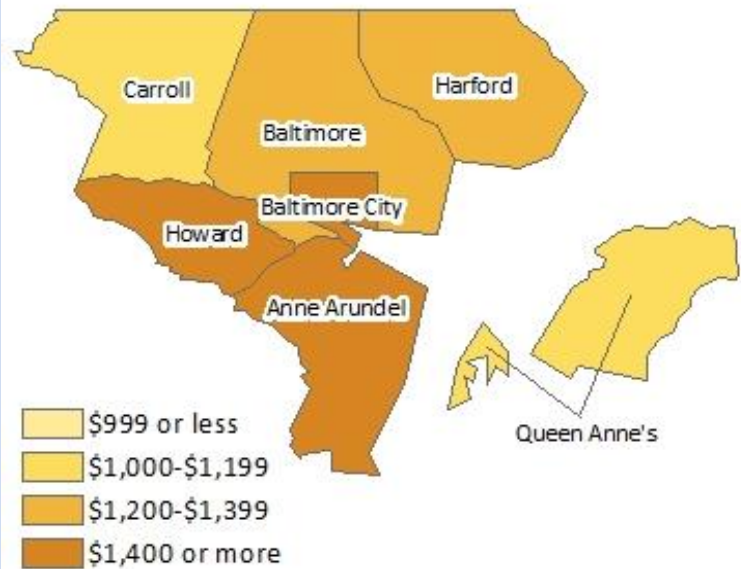 Carroll
Harford
Baltimore
Baltimore City
Howard
Anne Arundel
Queen Anne's
$999 or less
$1,000-$1,199
$1,200-$1,399
$1,400 or more